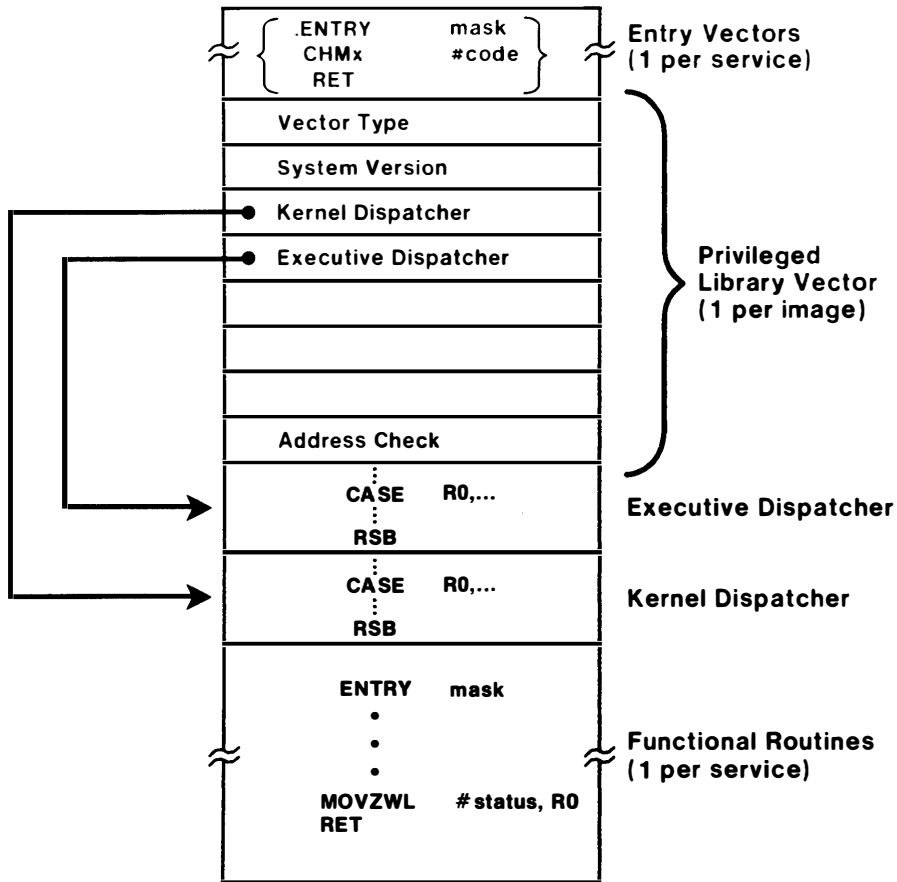 .ENTRY mask
CHMx #code
RET
Entry Vectors
(1 per service)
Vector Type
System Version
Kernel Dispatcher
Executive Dispatcher
Privileged
Library Vector
(1 per image)
Address Check
CASE R0,...
RSB
Executive Dispatcher
CASE R0,...
RSB
Kernel Dispatcher
ENTRY mask
Functional Routines
(1 per service)
MOVZWL #status, R0
RET